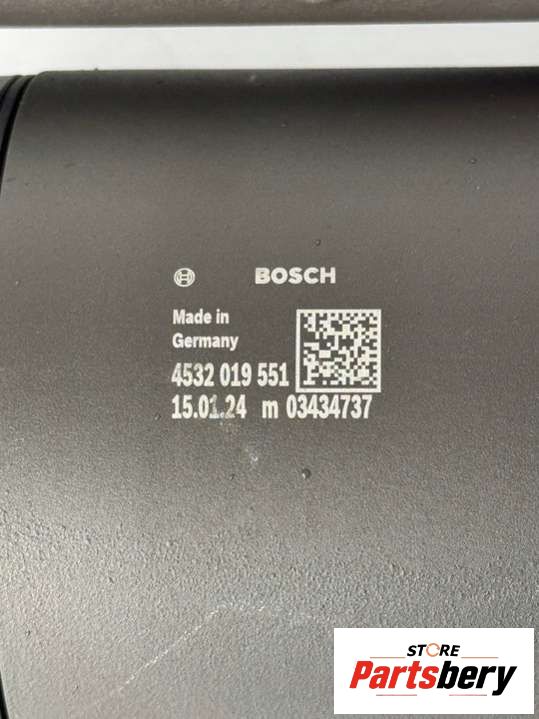 BOSCH
Made in
Germany
4532 019 551
15.01.24 m 03434737
STORE
Partsbery